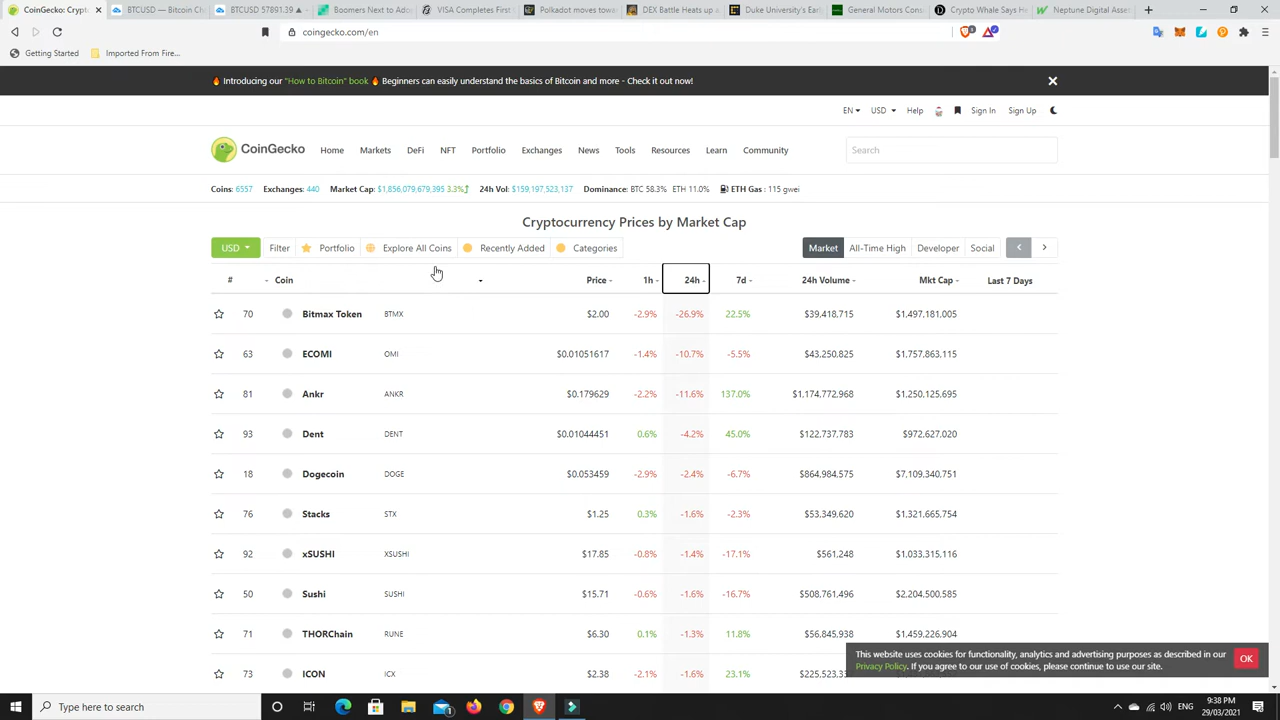 CoinGecko: Crypt
BTCUSD — Bitcoin Ch
BTCUSD 57891.39 ▲
Boomers Next to Ado
VISA Completes First
Polkadot moves towa
DEX Battle Heats up a
Duke University's Earl
General Motors Cons
Crypto Whale Says He
Neptune Digital Asse
coingecko.com/en
Getting Started
Imported From Fire...
Introducing our "How to Bitcoin" book Beginners can easily understand the basics of Bitcoin and more - Check it out now!
EN USD Help Sign In Sign Up
CoinGecko Home Markets DeFi NFT Portfolio Exchanges News Tools Resources Learn Community Search
Coins: 6557 Exchanges: 440 Market Cap: $1,856,079,679,395 3.3% 24h Vol: $159,197,523,137 Dominance: BTC 58.3% ETH 11.0% ETH Gas : 115 gwei
Cryptocurrency Prices by Market Cap
USD Filter Portfolio Explore All Coins Recently Added Categories Market All-Time High Developer Social
# Coin Price 1h 24h 7d 24h Volume Mkt Cap Last 7 Days
70 Bitmax Token BTMX $2.00 -2.9% -26.9% 22.5% $39,418,715 $1,497,181,005
63 ECOMI OMI $0.01051617 -1.4% -10.7% -5.5% $43,250,825 $1,757,863,115
81 Ankr ANKR $0.179629 -2.2% -11.6% 137.0% $1,174,772,968 $1,250,125,695
93 Dent DENT $0.01044451 0.6% -4.2% 45.0% $122,737,783 $972,627,020
18 Dogecoin DOGE $0.053459 -2.9% -2.4% -6.7% $864,984,575 $7,109,340,751
76 Stacks STX $1.25 0.3% -1.6% -2.3% $53,349,620 $1,321,665,754
92 xSUSHI XSUSHI $17.85 -0.8% -1.4% -17.1% $561,248 $1,033,315,116
50 Sushi SUSHI $15.71 -0.6% -1.6% -16.7% $508,761,496 $2,204,500,585
71 THORChain RUNE $6.30 0.1% -1.3% 11.8% $56,845,938 $1,459,226,904
73 ICON ICX $2.38 -2.1% -1.6% 23.1%
This website uses cookies for functionality, analytics and advertising purposes as described in our
Privacy Policy. If you agree to our use of cookies, please continue to use our site.
OK
Type here to search
ENG
9:38 PM
29/03/2021